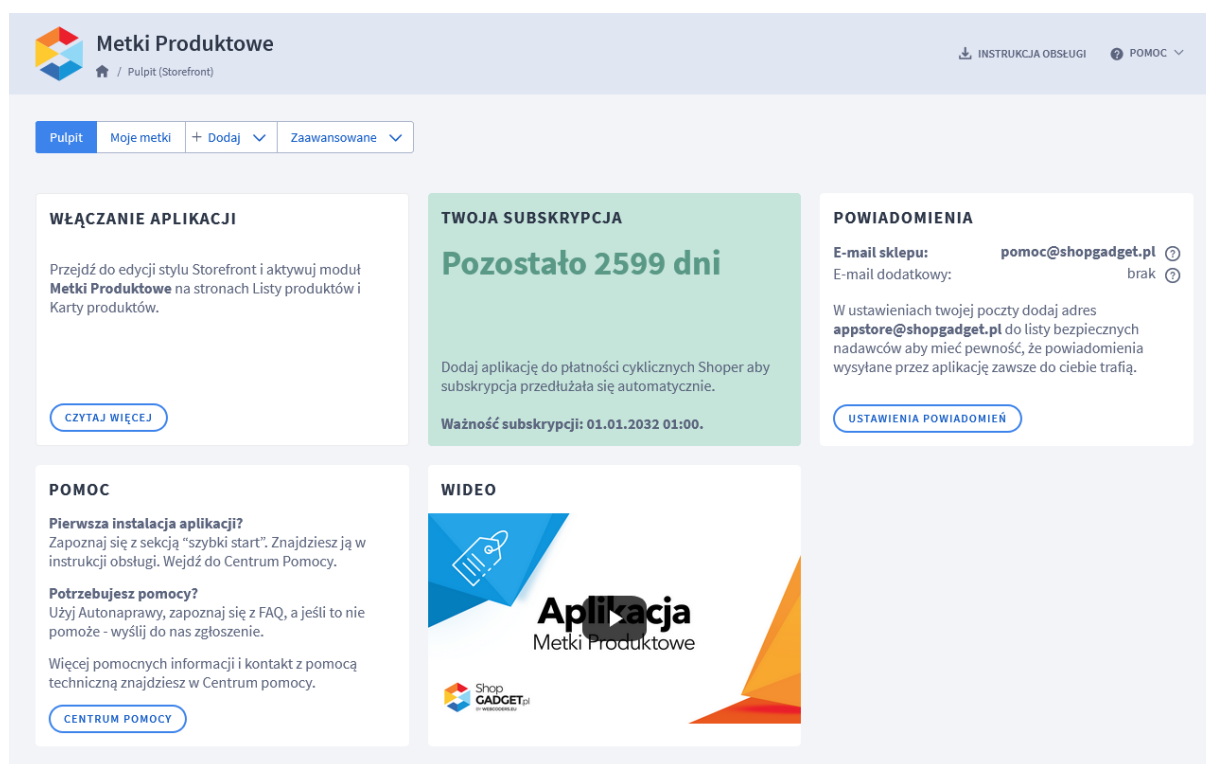 Metki Produktowe
/ Pulpit (Storefront)
INSTRUKCJA OBSŁUGI
POMOC
Pulpit
Moje metki
+ Dodaj
Zaawansowane
WŁĄCZANIE APLIKACJI
Przejdź do edycji stylu Storefront i aktywuj moduł
Metki Produktowe na stronach Listy produktów i
Karty produktów.
CZYTAJ WIĘCEJ
TWOJA SUBSKRYPCJA
Pozostało 2599 dni
Dodaj aplikację do płatności cyklicznych Shoper aby
subskrypcja przedłużała się automatycznie.
Ważność subskrypcji: 01.01.2032 01:00.
POWIADOMIENIA
E-mail sklepu: pomoc@shopgadget.pl ?
E-mail dodatkowy: brak ?
W ustawieniach twojej poczty dodaj adres
appstore@shopgadget.pl do listy bezpiecznych
nadawców aby mieć pewność, że powiadomienia
wysyłane przez aplikację zawsze do ciebie trafią.
USTAWIENIA POWIADOMIEŃ
POMOC
Pierwsza instalacja aplikacji?
Zapoznaj się z sekcją “szybki start”. Znajdziesz ją w
instrukcji obsługi. Wejdź do Centrum Pomocy.
Potrzebujesz pomocy?
Użyj Autonaprawy, zapoznaj się z FAQ, a jeśli to nie
pomoże - wyślij do nas zgłoszenie.
Więcej pomocnych informacji i kontakt z pomocą
techniczną znajdziesz w Centrum pomocy.
CENTRUM POMOCY
WIDEO
Aplikacja
Metki Produktowe
Shop
GADGET.pl
BY WEBCODERS.EU